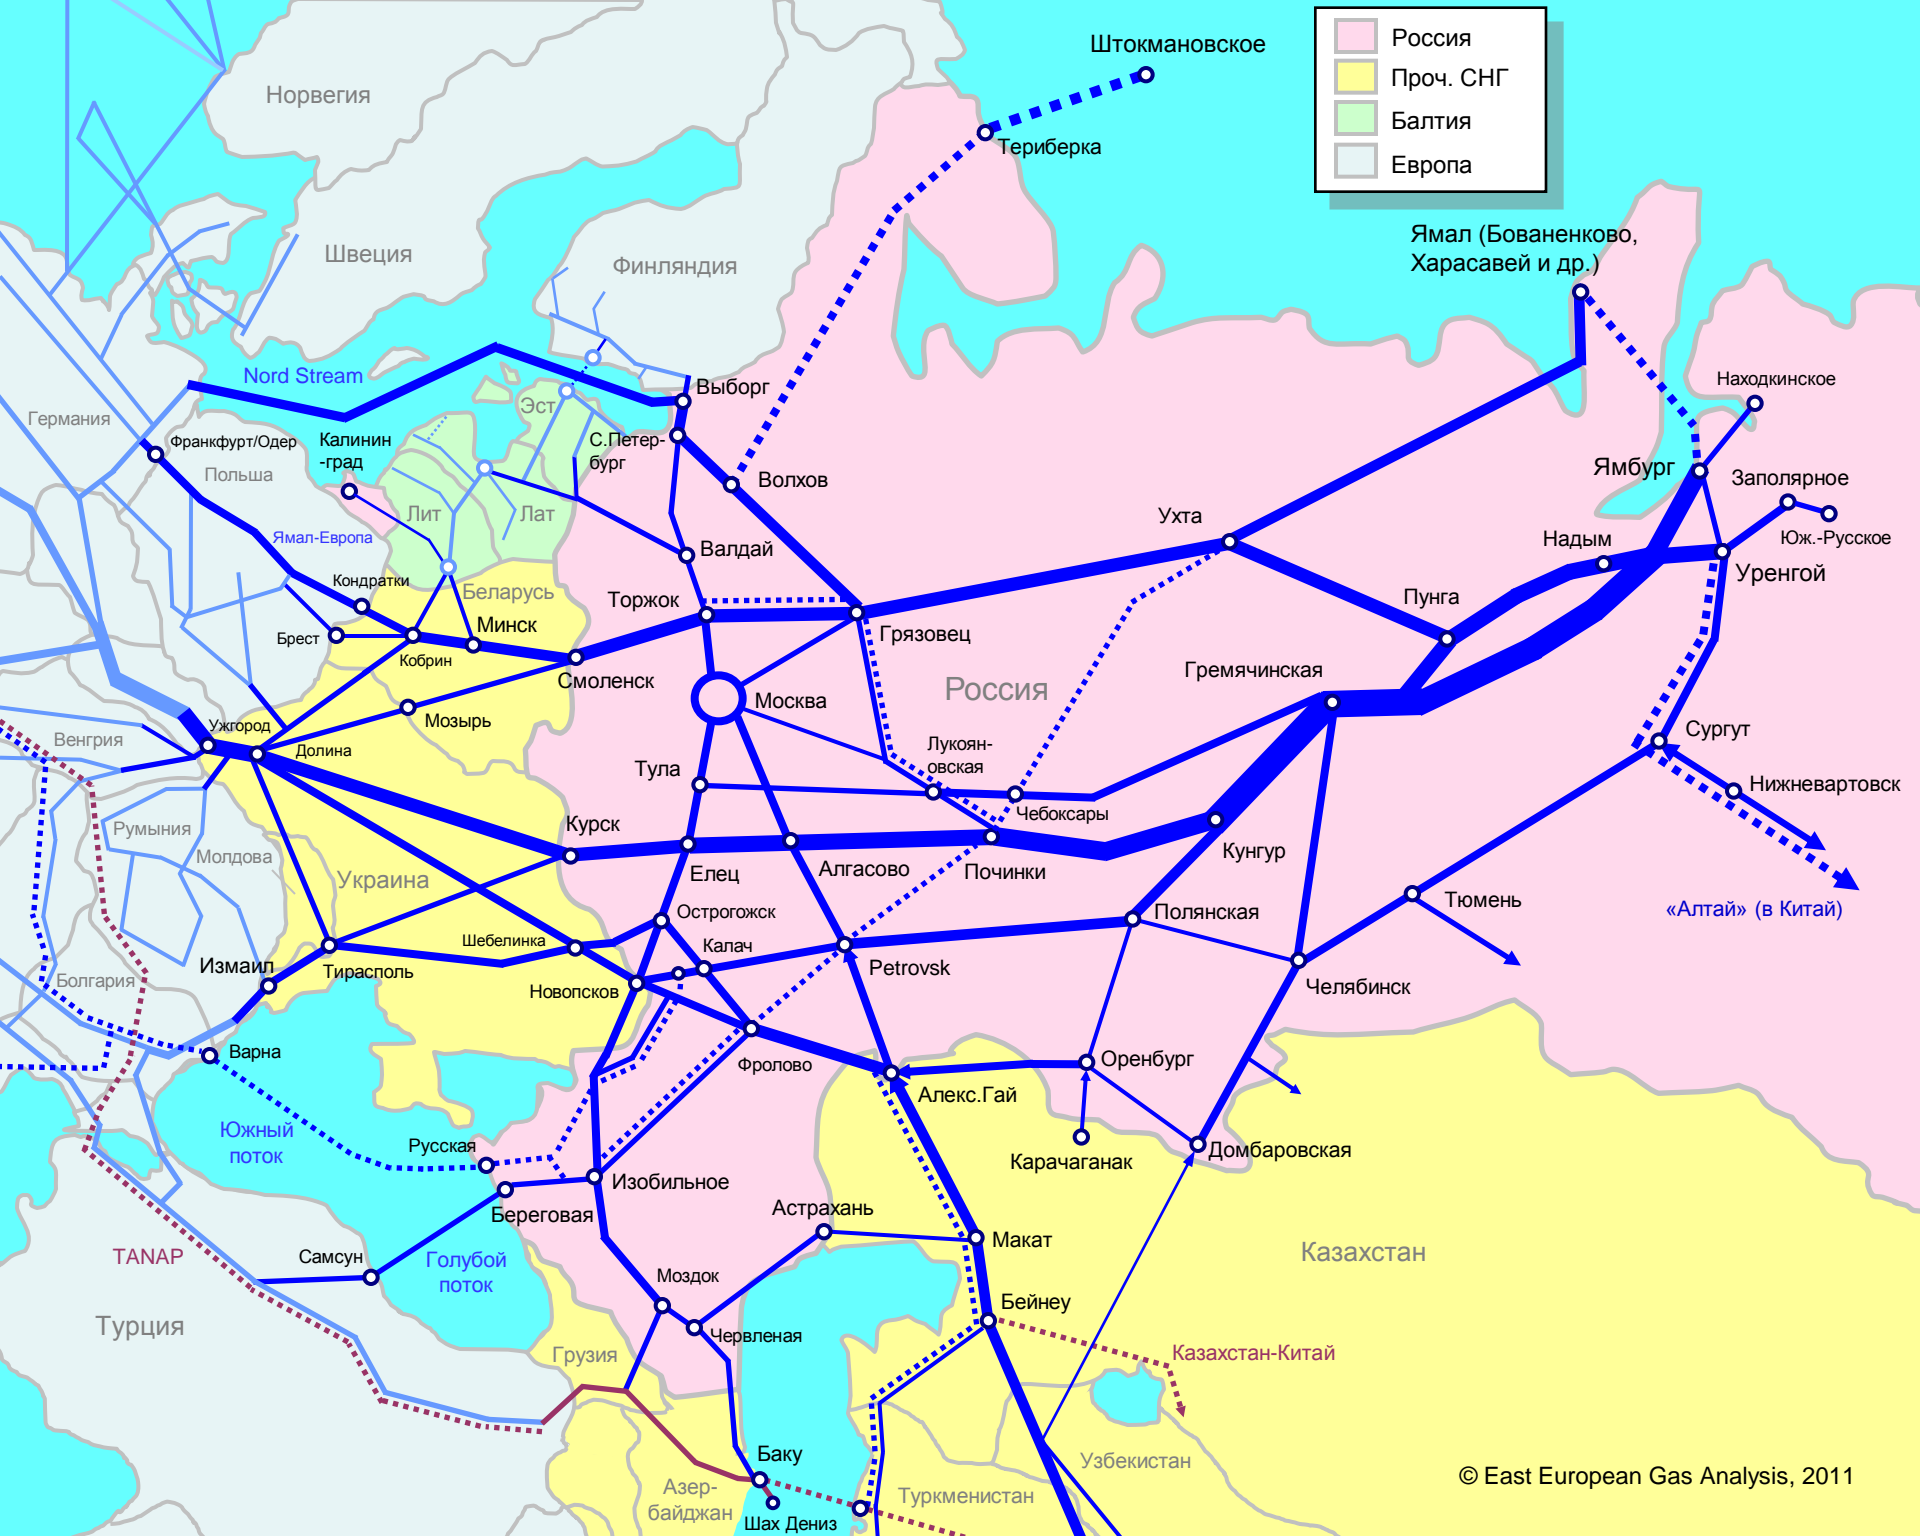 Штокмановское
Териберка
Россия
Проч. СНГ
Балтия
Европа
Норвегия
Швеция
Финляндия
Ямал (Бованенково,
Харасавей и др.)
Находкинское
Nord Stream
Выборг
Эст
Германия
Франкфурт/Одер
Калинин
-град
С.Петер-
бург
Польша
Волхов
Ямбург
Заполярное
Лит
Лат
Ухта
Надым
Юж.-Русское
Ямал-Европа
Валдай
Уренгой
Кондратки
Беларусь
Торжок
Пунга
Брест
Минск
Грязовец
Кобрин
Смоленск
Россия
Гремячинская
Москва
Мозырь
Ужгород
Венгрия
Долина
Лукоян-
овская
Сургут
Тула
Нижневартовск
Чебоксары
Румыния
Курск
Молдова
Кунгур
Украина
Елец
Алгасово
Починки
Тюмень
«Алтай» (в Китай)
Острогожск
Полянская
Шебелинка
Калач
Измаил
Тирасполь
Petrovsk
Болгария
Новопсков
Челябинск
Варна
Фролово
Оренбург
Алекс.Гай
Южный
поток
Русская
Карачаганак
Домбаровская
Изобильное
Береговая
Астрахань
TANAP
Самсун
Голубой
поток
Макат
Казахстан
Моздок
Бейнеу
Турция
Червленая
Грузия
Казахстан-Китай
Баку
Узбекистан
© East European Gas Analysis, 2011
Азер-
байджан
Туркменистан
Шах Дениз